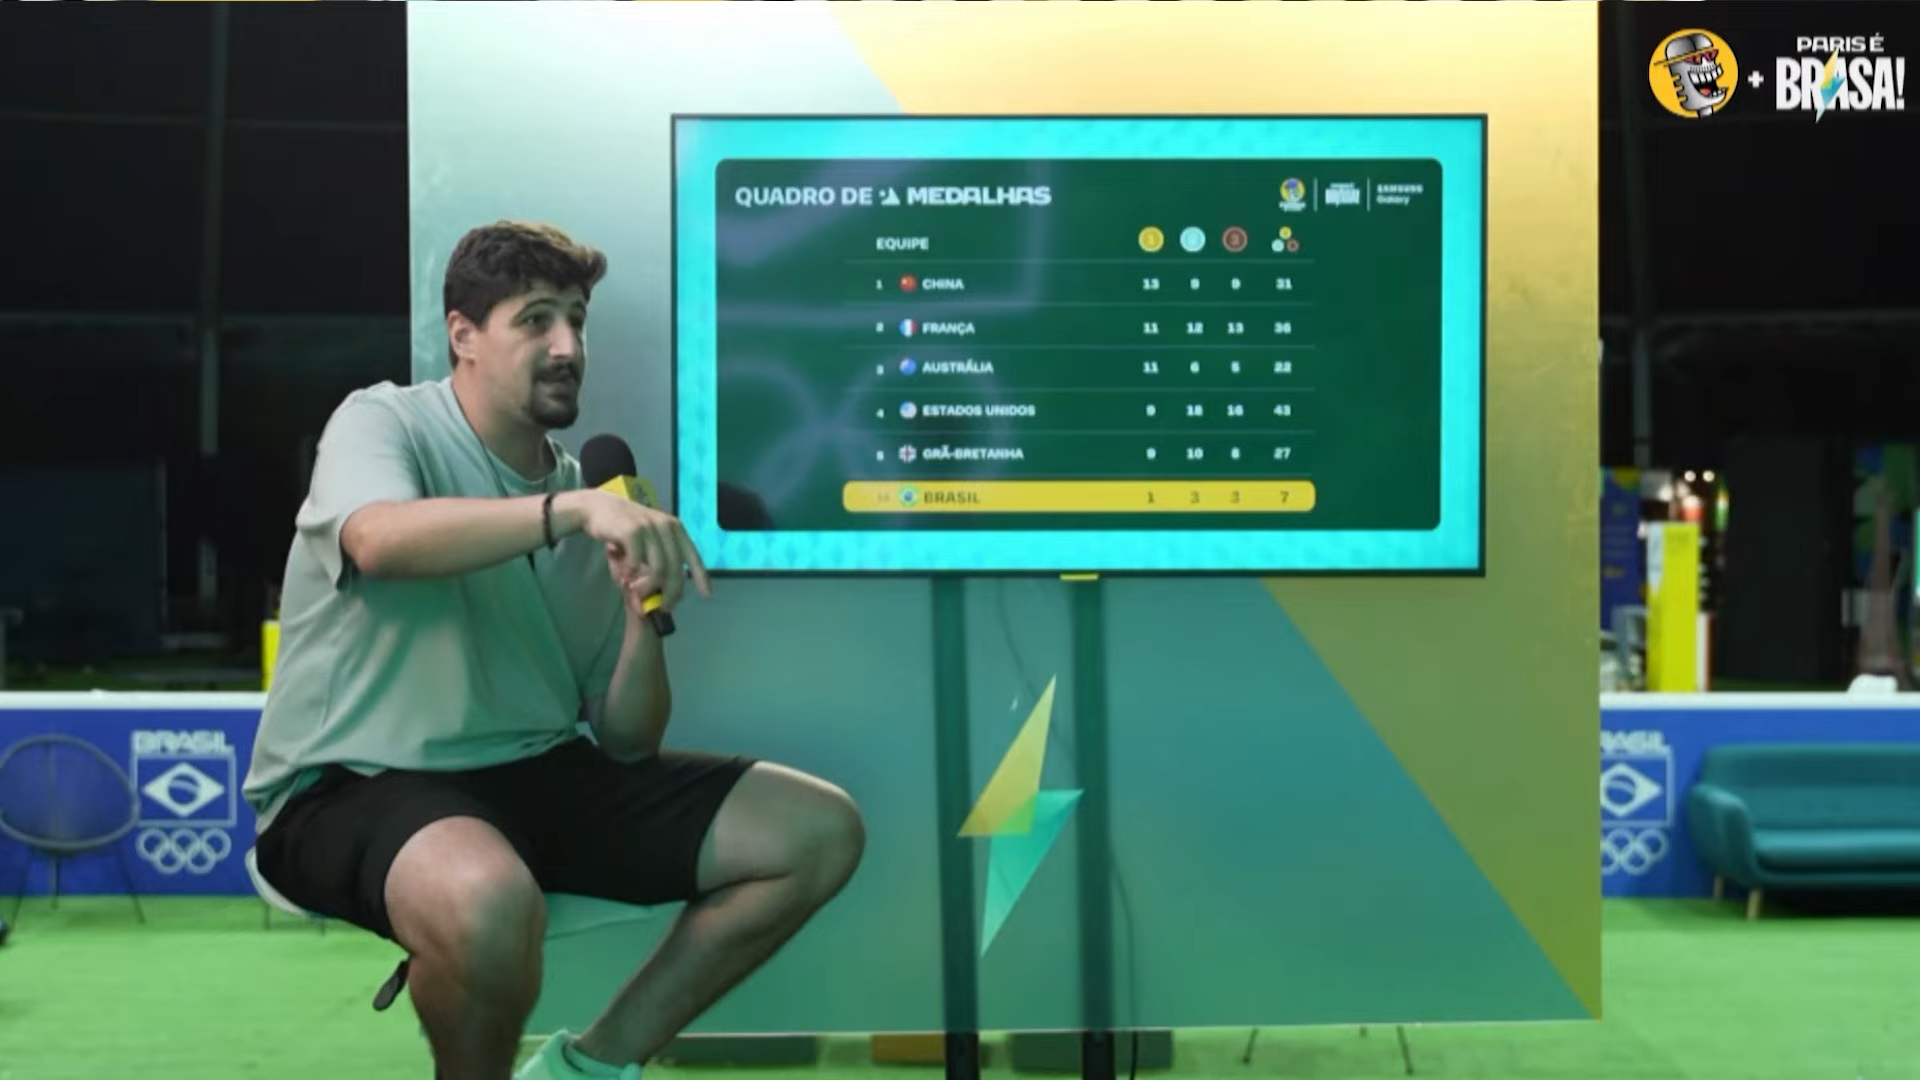 PARIS É
BRASA!
+
QUADRO DE MEDALHAS
SAMSUNG
Galaxy
EQUIPE
1 CHINA 13 9 9 31
2 FRANÇA 11 12 13 36
3 AUSTRÁLIA 11 6 5 22
4 ESTADOS UNIDOS 9 18 16 43
5 GRÃ-BRETANHA 9 10 8 27
BRASIL 1 3 3 7
BRASIL